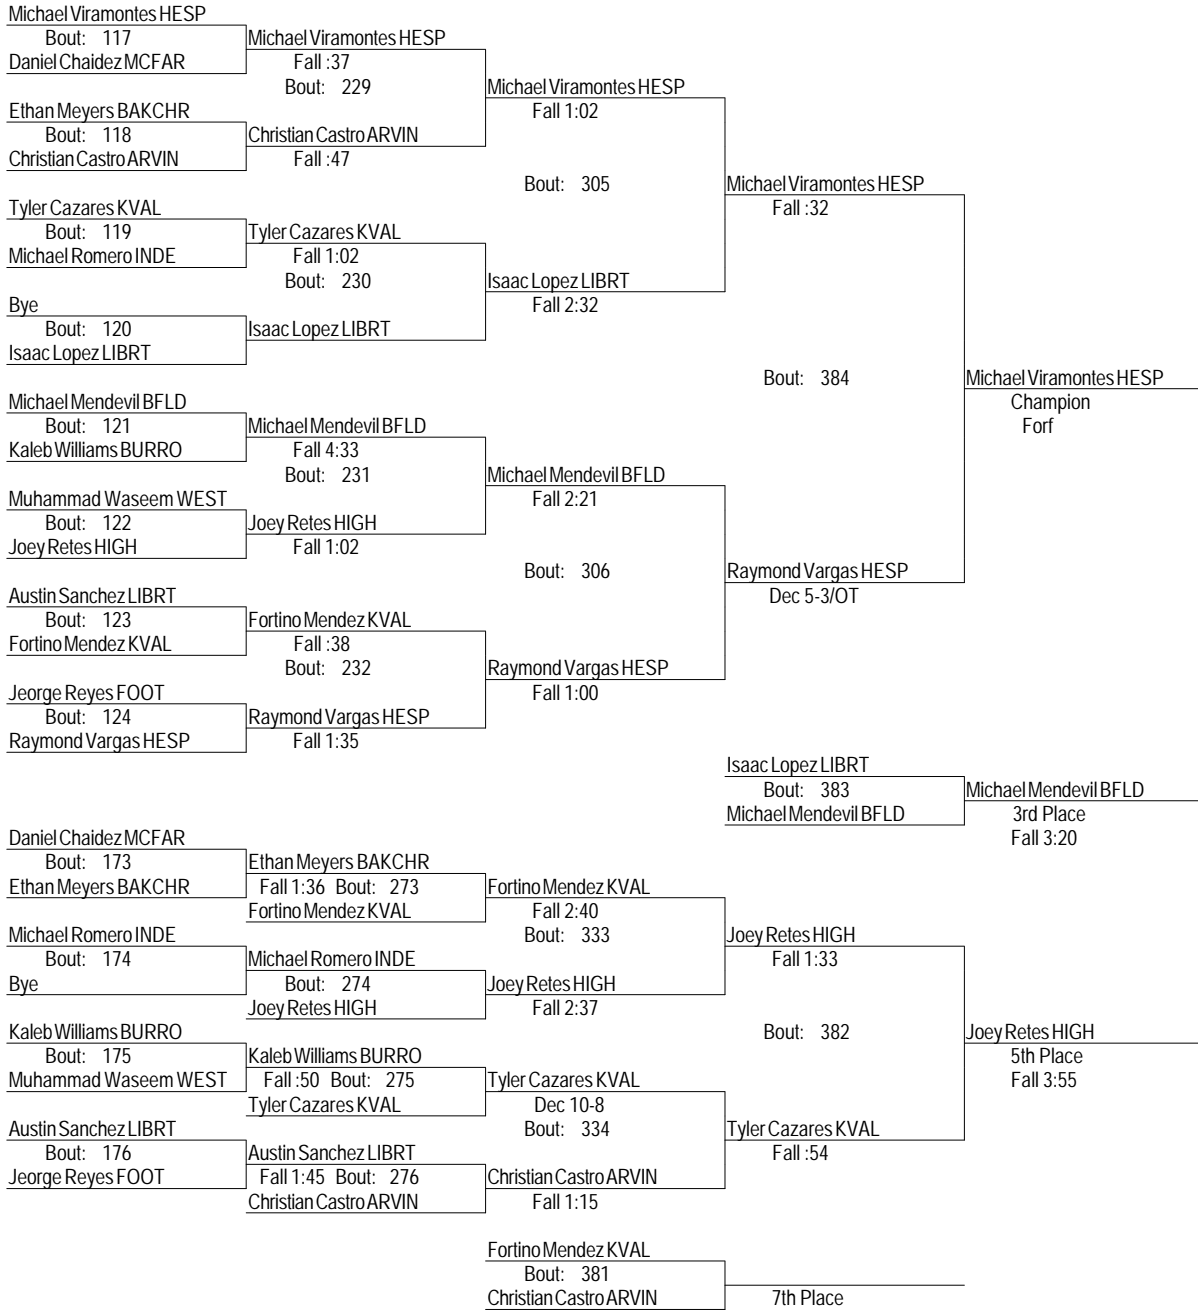 Michael Viramontes HESP
Bout: 117
Daniel Chaidez MCFAR
Michael Viramontes HESP
Fall :37
Bout: 229
Ethan Meyers BAKCHR
Bout: 118
Christian Castro ARVIN
Christian Castro ARVIN
Fall :47
Michael Viramontes HESP
Fall 1:02
Bout: 305
Tyler Cazares KVAL
Bout: 119
Michael Romero INDE
Tyler Cazares KVAL
Fall 1:02
Bout: 230
Bye
Bout: 120
Isaac Lopez LIBRT
Isaac Lopez LIBRT
Isaac Lopez LIBRT
Fall 2:32
Michael Viramontes HESP
Fall :32
Bout: 384
Michael Mendevil BFLD
Bout: 121
Kaleb Williams BURRO
Michael Mendevil BFLD
Fall 4:33
Bout: 231
Muhammad Waseem WEST
Bout: 122
Joey Retes HIGH
Joey Retes HIGH
Fall 1:02
Michael Mendevil BFLD
Fall 2:21
Bout: 306
Austin Sanchez LIBRT
Bout: 123
Fortino Mendez KVAL
Fortino Mendez KVAL
Fall :38
Bout: 232
Jeorge Reyes FOOT
Bout: 124
Raymond Vargas HESP
Raymond Vargas HESP
Fall 1:35
Raymond Vargas HESP
Fall 1:00
Raymond Vargas HESP
Dec 5-3/OT
Michael Viramontes HESP
Champion
Forf
Isaac Lopez LIBRT
Bout: 383
Michael Mendevil BFLD
Michael Mendevil BFLD
3rd Place
Fall 3:20
Daniel Chaidez MCFAR
Bout: 173
Ethan Meyers BAKCHR
Ethan Meyers BAKCHR
Fall 1:36 Bout: 273
Fortino Mendez KVAL
Fortino Mendez KVAL
Fall 2:40
Bout: 333
Michael Romero INDE
Bout: 174
Bye
Michael Romero INDE
Bout: 274
Joey Retes HIGH
Joey Retes HIGH
Fall 2:37
Joey Retes HIGH
Fall 1:33
Bout: 382
Kaleb Williams BURRO
Bout: 175
Muhammad Waseem WEST
Kaleb Williams BURRO
Fall :50 Bout: 275
Tyler Cazares KVAL
Tyler Cazares KVAL
Dec 10-8
Bout: 334
Austin Sanchez LIBRT
Bout: 176
Jeorge Reyes FOOT
Austin Sanchez LIBRT
Fall 1:45 Bout: 276
Christian Castro ARVIN
Christian Castro ARVIN
Fall 1:15
Tyler Cazares KVAL
Fall :54
Joey Retes HIGH
5th Place
Fall 3:55
Fortino Mendez KVAL
Bout: 381
Christian Castro ARVIN
7th Place